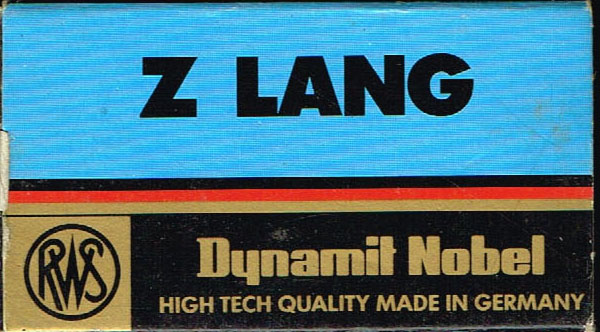 Z LANG
RWS
Dynamit Nobel
HIGH TECH QUALITY MADE IN GERMANY